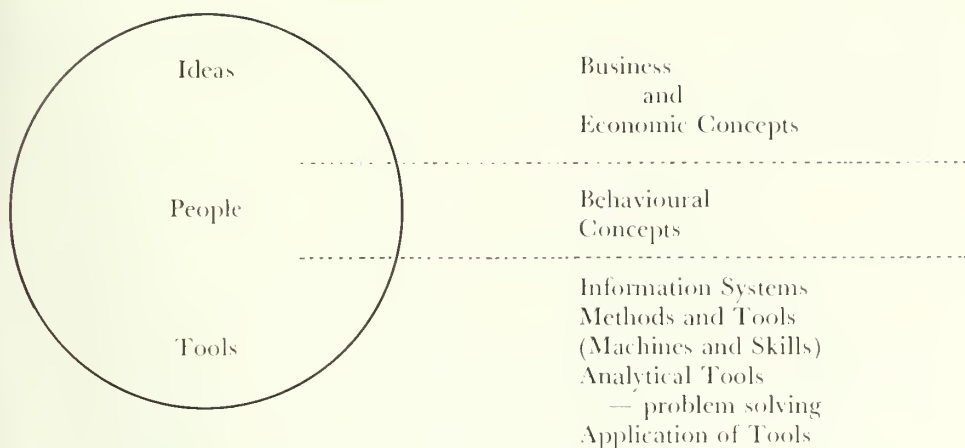 Ideas
Business
and
Economic Concepts
People
Behavioural
Concepts
Information Systems
Methods and Tools
Tools
(Machines and Skills)
Analytical Tools
— problem solving
Application of Tools